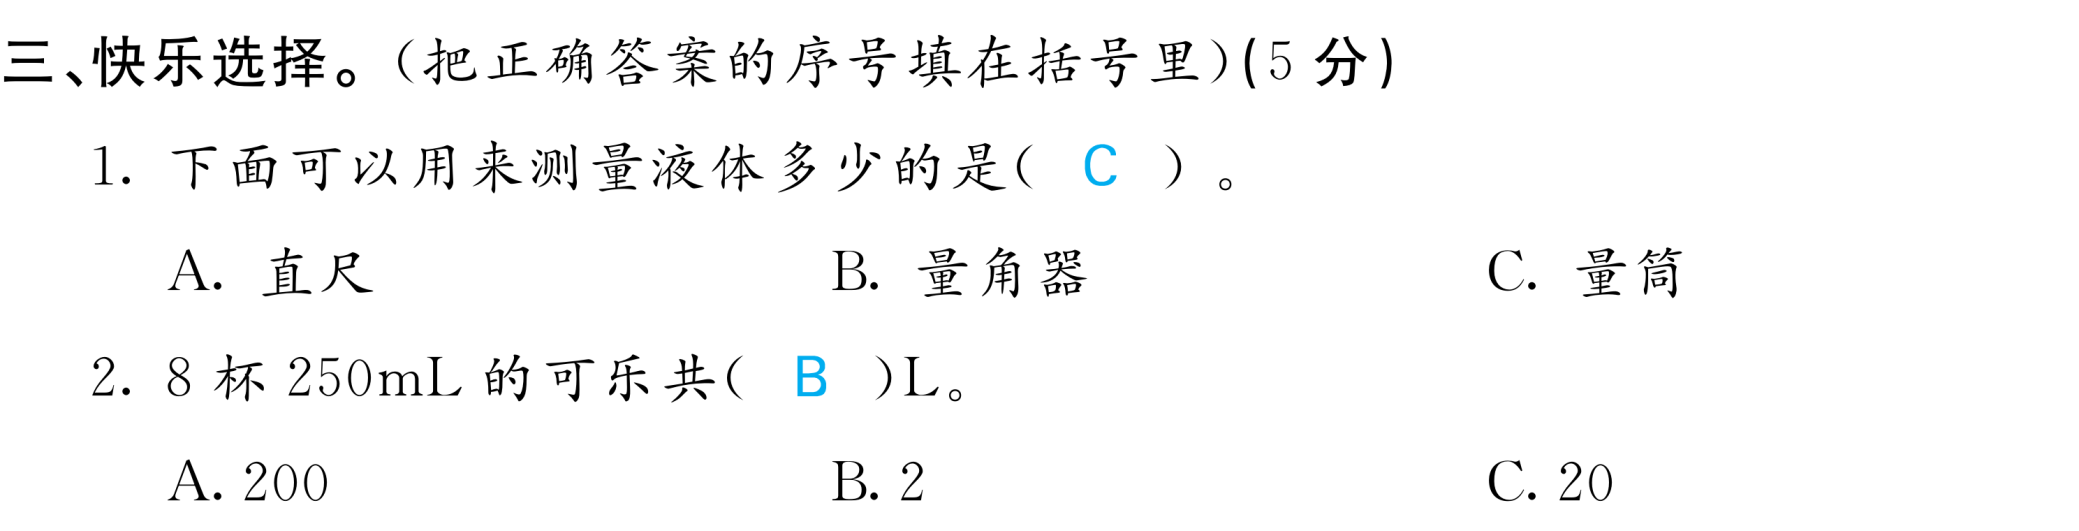 三、快乐选择。(把正确答案的序号填在括号里)(5 分)
1. 下面可以用来测量液体多少的是( C )。
A. 直尺 B. 量角器 C. 量筒
2. 8 杯 250mL 的可乐共( B )L。
A. 200 B. 2 C. 20